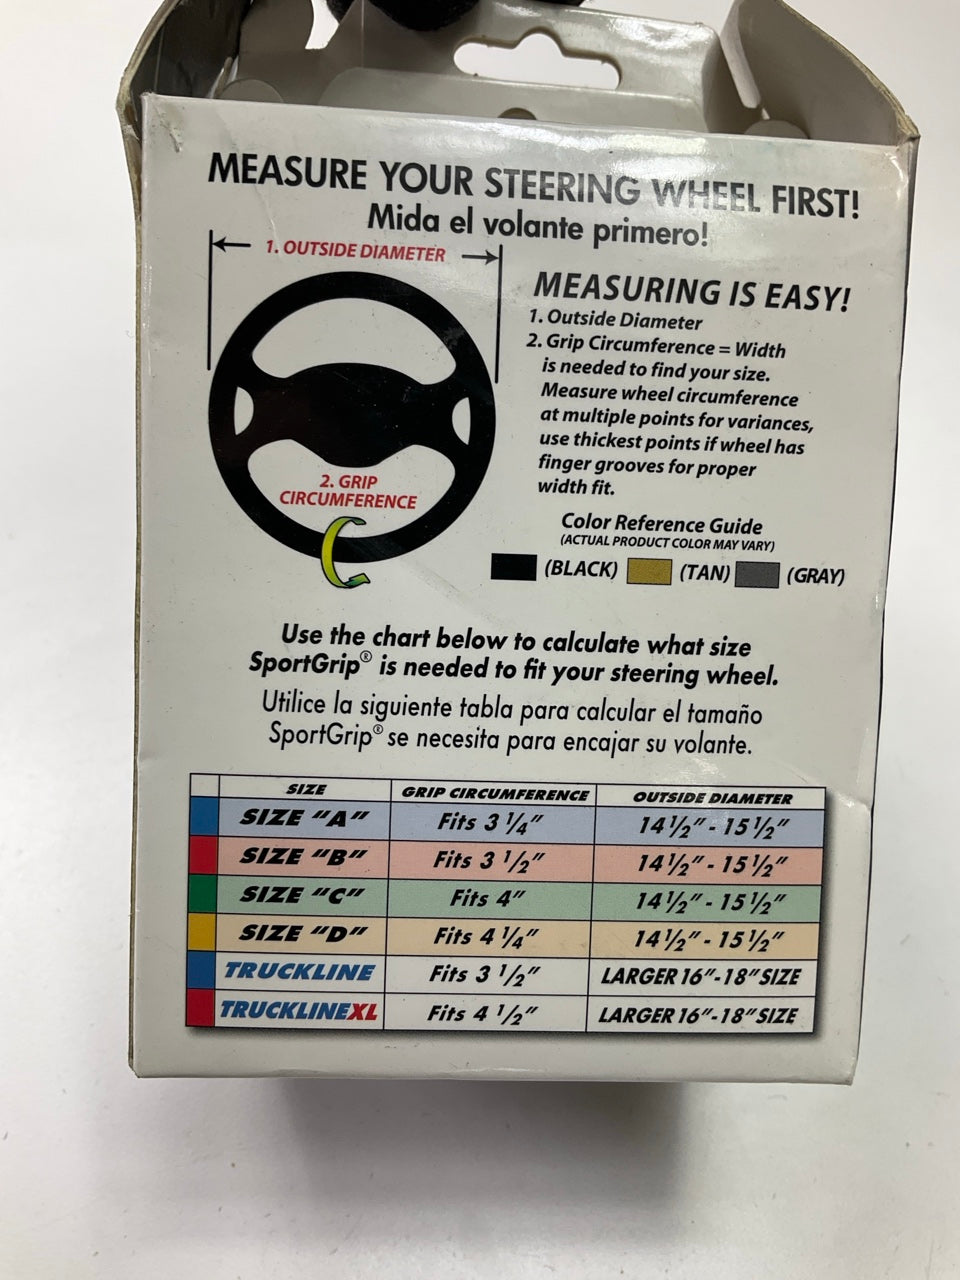 MEASURE YOUR STEERING WHEEL FIRST!
Mida el volante primero!
1. OUTSIDE DIAMETER
2. GRIP
CIRCUMFERENCE
MEASURING IS EASY!
1. Outside Diameter
2. Grip Circumference = Width
is needed to find your size.
Measure wheel circumference
at multiple points for variances,
use thickest points if wheel has
finger grooves for proper
width fit.
Color Reference Guide
(ACTUAL PRODUCT COLOR MAY VARY)
(BLACK) (TAN) (GRAY)
Use the chart below to calculate what size
SportGrip® is needed to fit your steering wheel.
Utilice la siguiente tabla para calcular el tamaño
SportGrip® se necesita para encajar su volante.
SIZE GRIP CIRCUMFERENCE OUTSIDE DIAMETER
SIZE "A" Fits 3 1/4" 14 1/2" - 15 1/2"
SIZE "B" Fits 3 1/2" 14 1/2" - 15 1/2"
SIZE "C" Fits 4" 14 1/2" - 15 1/2"
SIZE "D" Fits 4 1/4" 14 1/2" - 15 1/2"
TRUCKLINE Fits 3 1/2" LARGER 16"-18" SIZE
TRUCKLINEXL Fits 4 1/2" LARGER 16"-18" SIZE